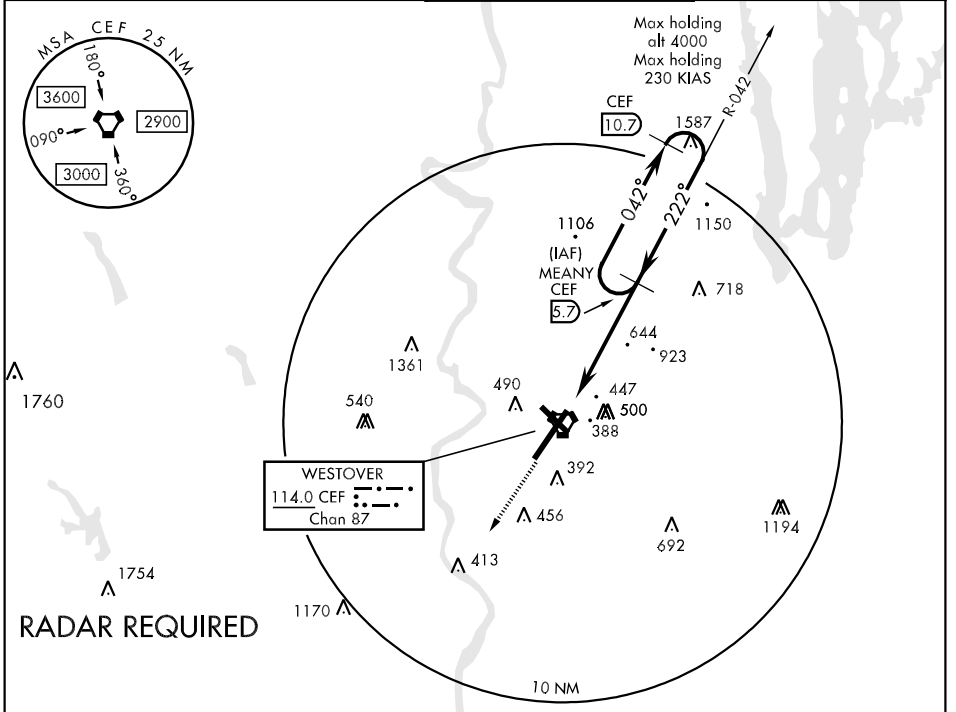 MSA CEF 25 NM
180°
3600
2900
090°
3000
360°
Max holding
alt 4000
Max holding
230 KIAS
R-042
CEF
10.7
1587
042°
222°
1150
1106
(IAF)
MEANY
CEF
5.7
718
644
923
1361
1760
490
447
540
500
388
WESTOVER
114.0 CEF
Chan 87
392
456
692
1194
413
1754
1170
RADAR REQUIRED
10 NM